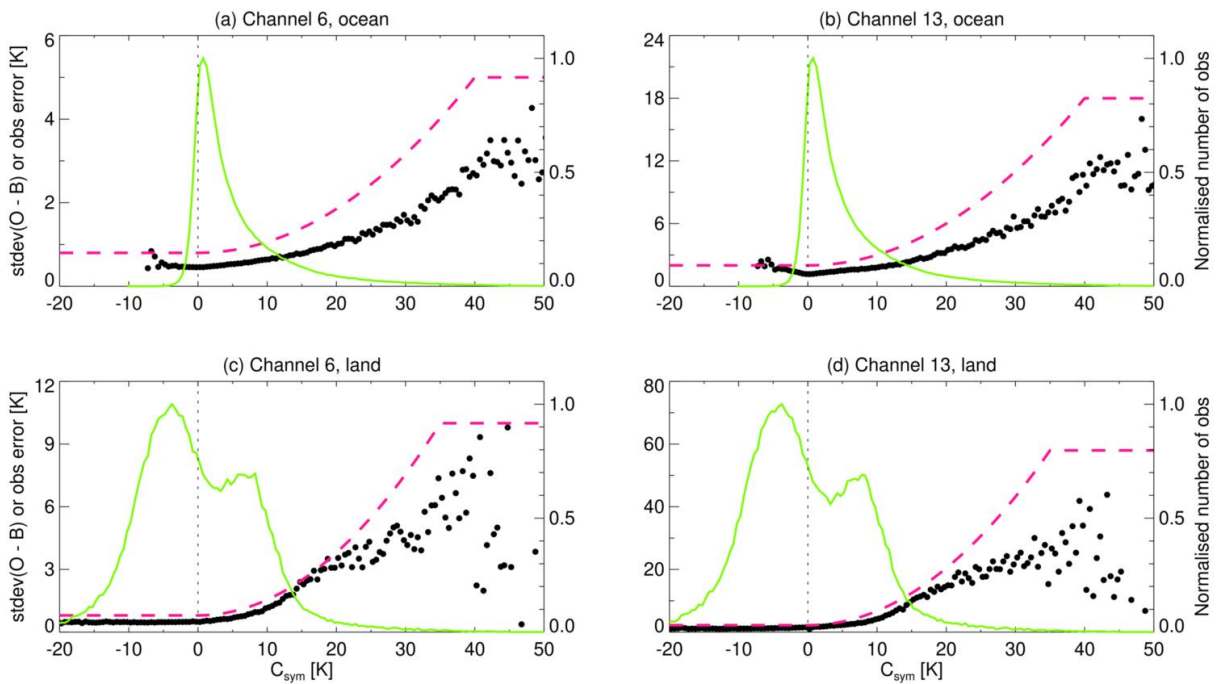 (a) Channel 6, ocean
(b) Channel 13, ocean
stdev(O - B) or obs error [K]
6
4
2
0
1.0
0.5
0.0
-20 -10 0 10 20 30 40 50
24
18
12
6
0
1.0
0.5
0.0
-20 -10 0 10 20 30 40 50
Normalised number of obs
(c) Channel 6, land
(d) Channel 13, land
stdev(O - B) or obs error [K]
12
9
6
3
0
1.0
0.5
0.0
-20 -10 0 10 20 30 40 50
Csym [K]
80
60
40
20
0
1.0
0.5
0.0
-20 -10 0 10 20 30 40 50
Csym [K]
Normalised number of obs